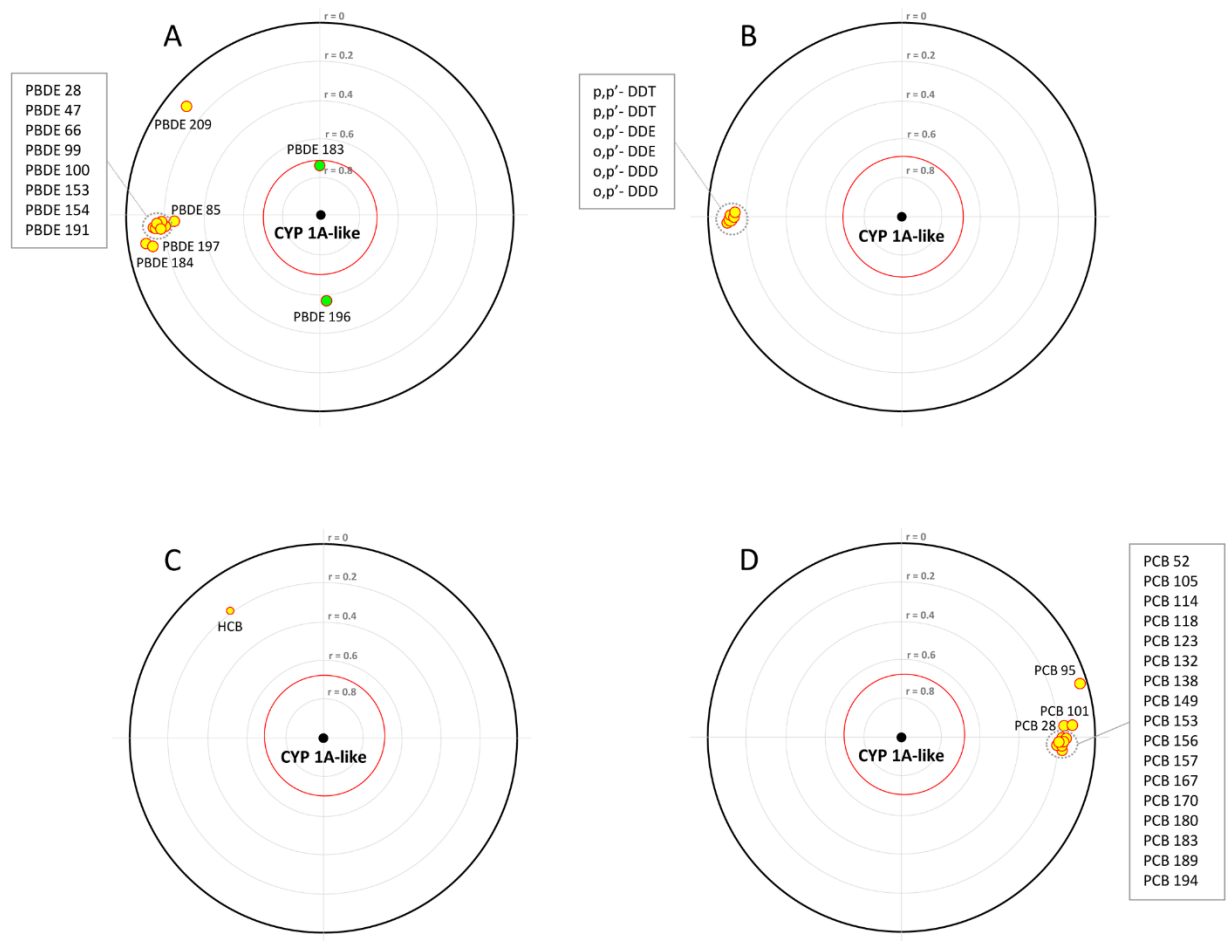 A
r = 0
r = 0.2
r = 0.4
r = 0.6
r = 0.8
PBDE 28
PBDE 47
PBDE 66
PBDE 99
PBDE 100
PBDE 153
PBDE 154
PBDE 191
PBDE 209
PBDE 183
PBDE 85
CYP 1A-like
PBDE 197
PBDE 184
PBDE 196
B
r = 0
r = 0.2
r = 0.4
r = 0.6
r = 0.8
p,p’- DDT
p,p’- DDT
o,p’- DDE
o,p’- DDE
o,p’- DDD
o,p’- DDD
CYP 1A-like
C
r = 0
r = 0.2
r = 0.4
r = 0.6
r = 0.8
HCB
CYP 1A-like
D
r = 0
r = 0.2
r = 0.4
r = 0.6
r = 0.8
PCB 95
PCB 101
PCB 28
CYP 1A-like
PCB 52
PCB 105
PCB 114
PCB 118
PCB 123
PCB 132
PCB 138
PCB 149
PCB 153
PCB 156
PCB 157
PCB 167
PCB 170
PCB 180
PCB 183
PCB 189
PCB 194